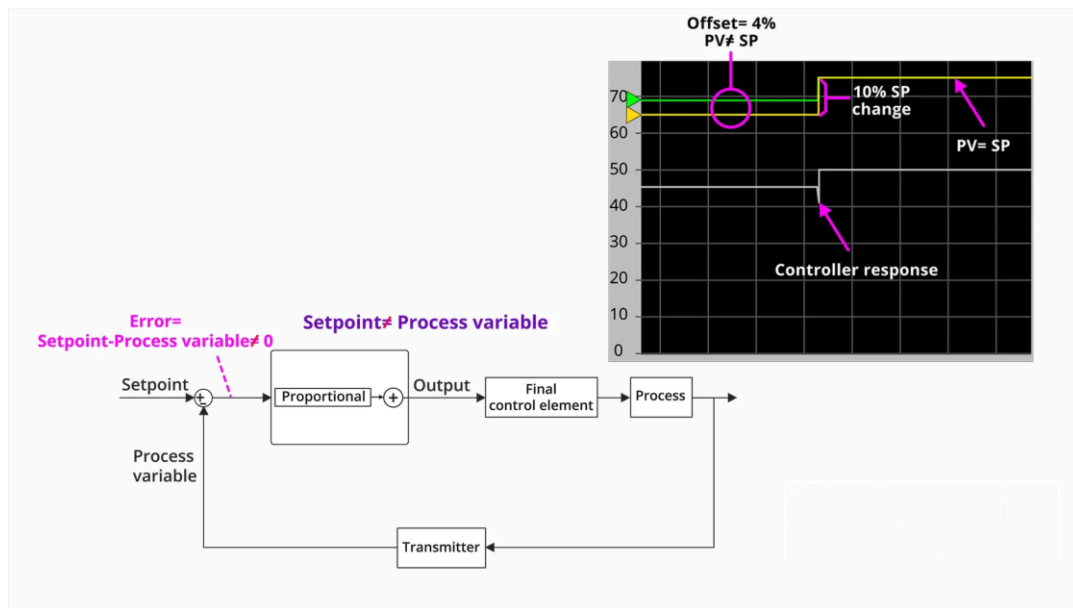 Offset= 4%
PV≠ SP
70
60
50
40
30
20
10
0
10% SP
change
PV= SP
Controller response
Error=
Setpoint-Process variable≠ 0
Setpoint≠ Process variable
Setpoint
+
-
Proportional
+
Output
Final
control element
Process
Process
variable
Transmitter